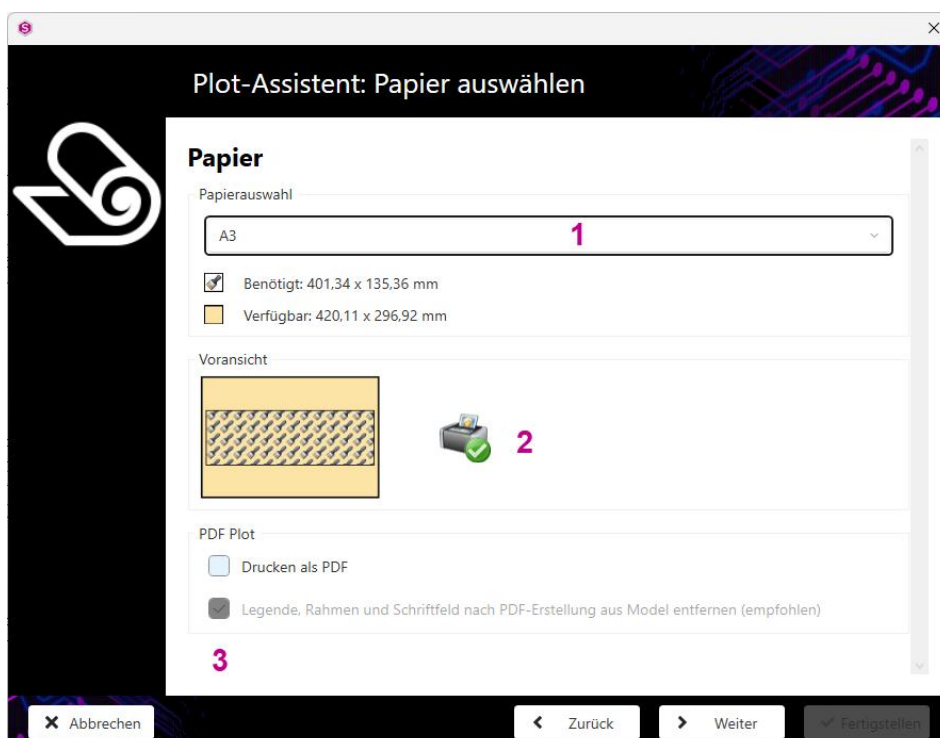 S
Plot-Assistent: Papier auswählen
Papier
Papierauswahl
A3
1
Benötigt: 401,34 x 135,36 mm
Verfügbar: 420,11 x 296,92 mm
Voransicht
2
PDF Plot
Drucken als PDF
Legende, Rahmen und Schriftfeld nach PDF-Erstellung aus Model entfernen (empfohlen)
3
Abbrechen
Zurück
Weiter
Fertigstellen